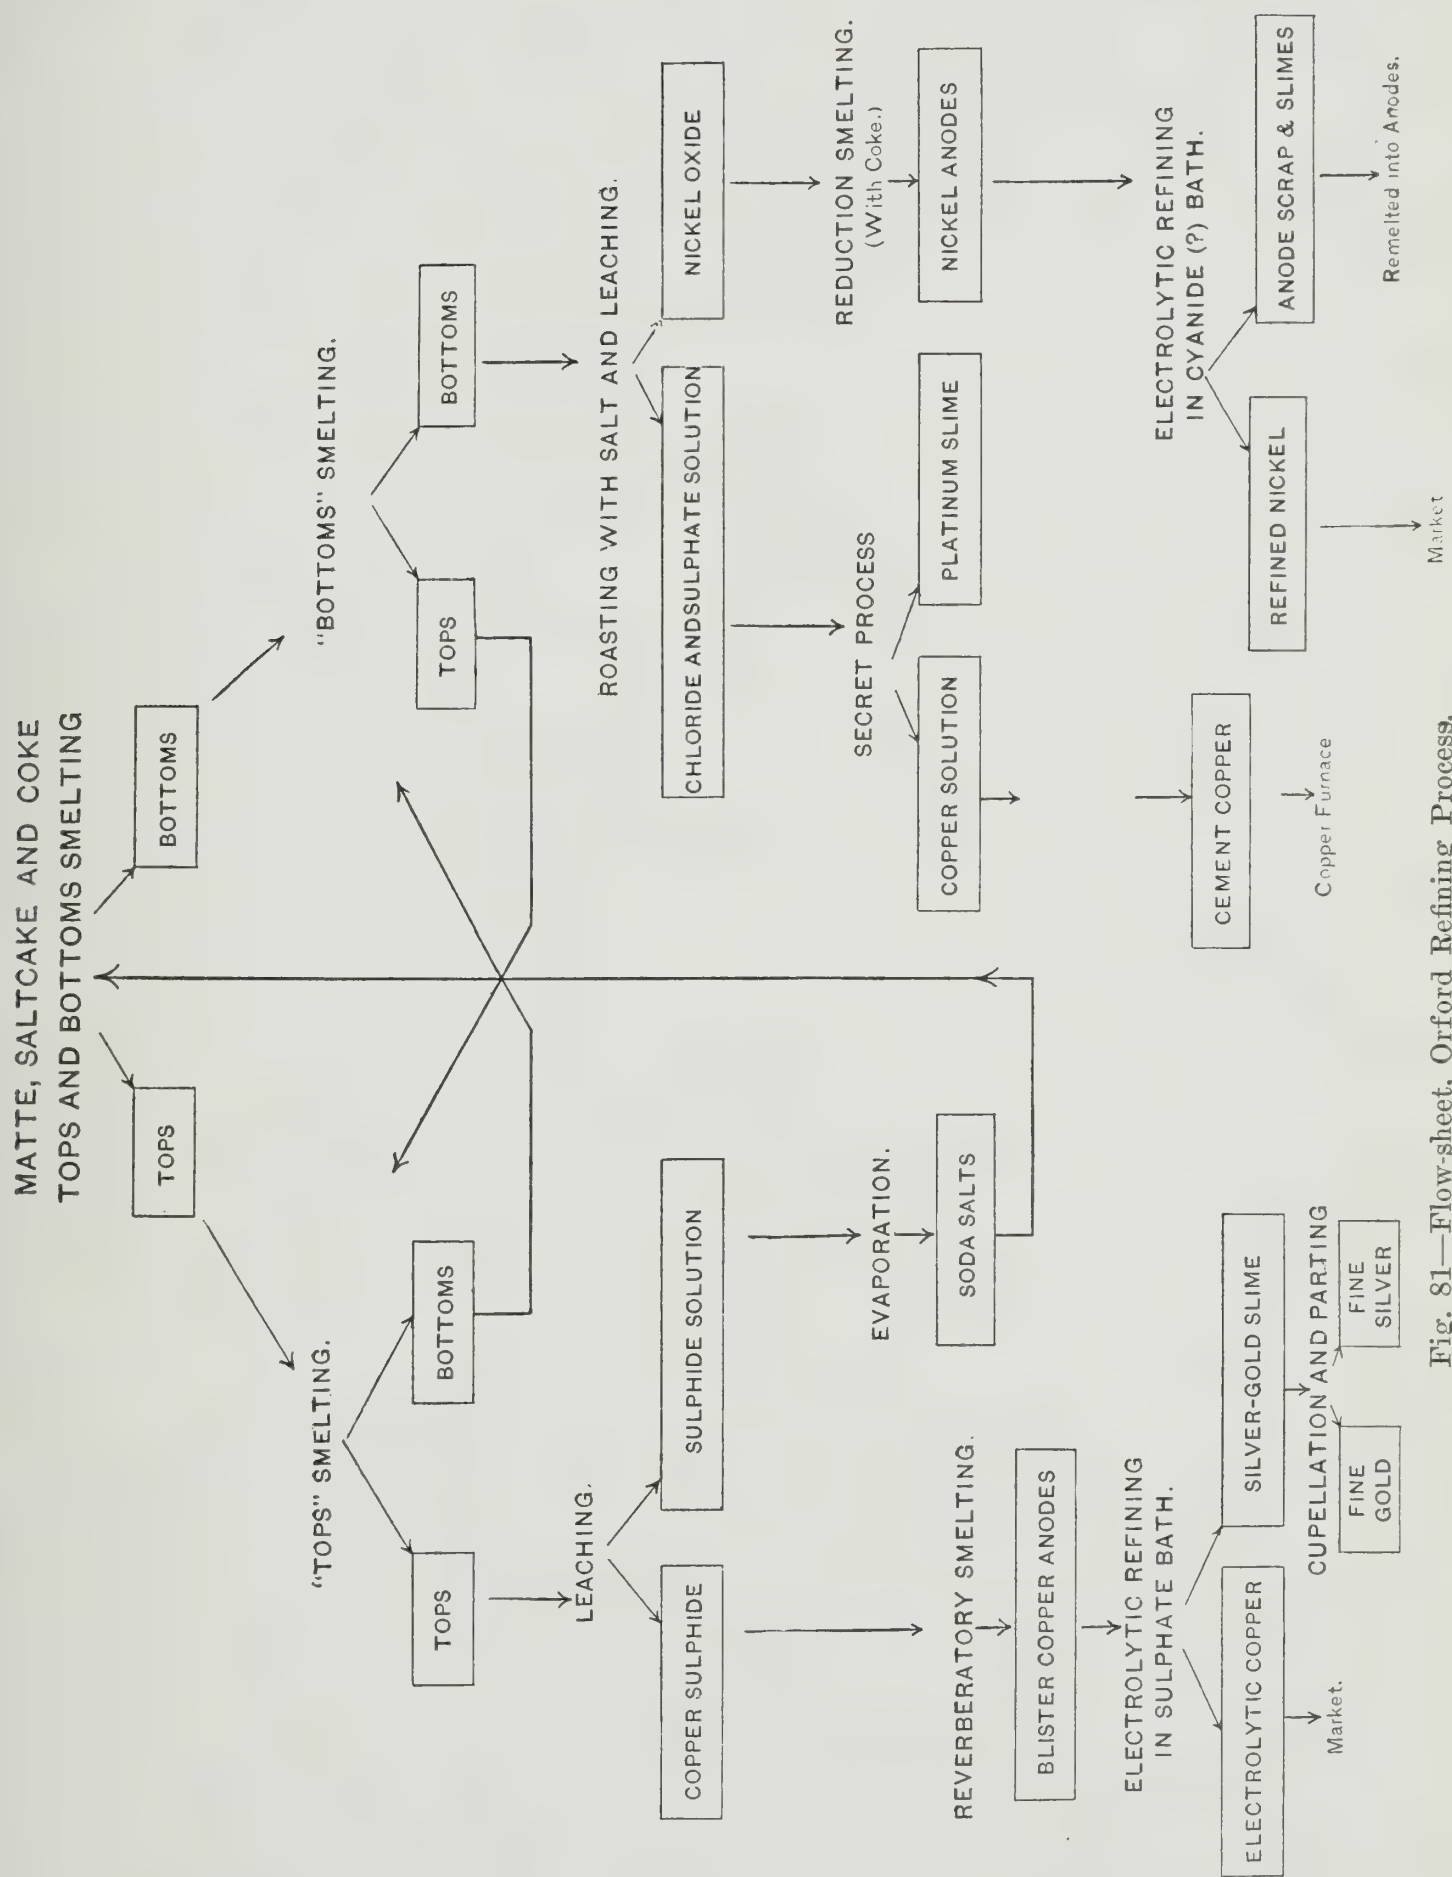 MATTE, SALTCAKE AND COKE
TOPS AND BOTTOMS SMELTING
TOPS
BOTTOMS
"TOPS" SMELTING.
"BOTTOMS" SMELTING.
TOPS
BOTTOMS
TOPS
BOTTOMS
LEACHING.
ROASTING WITH SALT AND LEACHING.
COPPER SULPHIDE
SULPHIDE SOLUTION
CHLORIDE ANDSULPHATE SOLUTION
NICKEL OXIDE
EVAPORATION.
SECRET PROCESS
REDUCTION SMELTING.
(With Coke.)
REVERBERATORY SMELTING.
SODA SALTS
COPPER SOLUTION
PLATINUM SLIME
NICKEL ANODES
BLISTER COPPER ANODES
ELECTROLYTIC REFINING
IN SULPHATE BATH.
ELECTROLYTIC REFINING
IN CYANIDE (?) BATH.
ELECTROLYTIC COPPER
SILVER-GOLD SLIME
CEMENT COPPER
REFINED NICKEL
ANODE SCRAP & SLIMES
Market.
CUPELLATION AND PARTING
Copper Furnace
Market
Remelted into Anodes.
FINE
GOLD
FINE
SILVER
Fig. 81—Flow-sheet, Orford Refining Process.